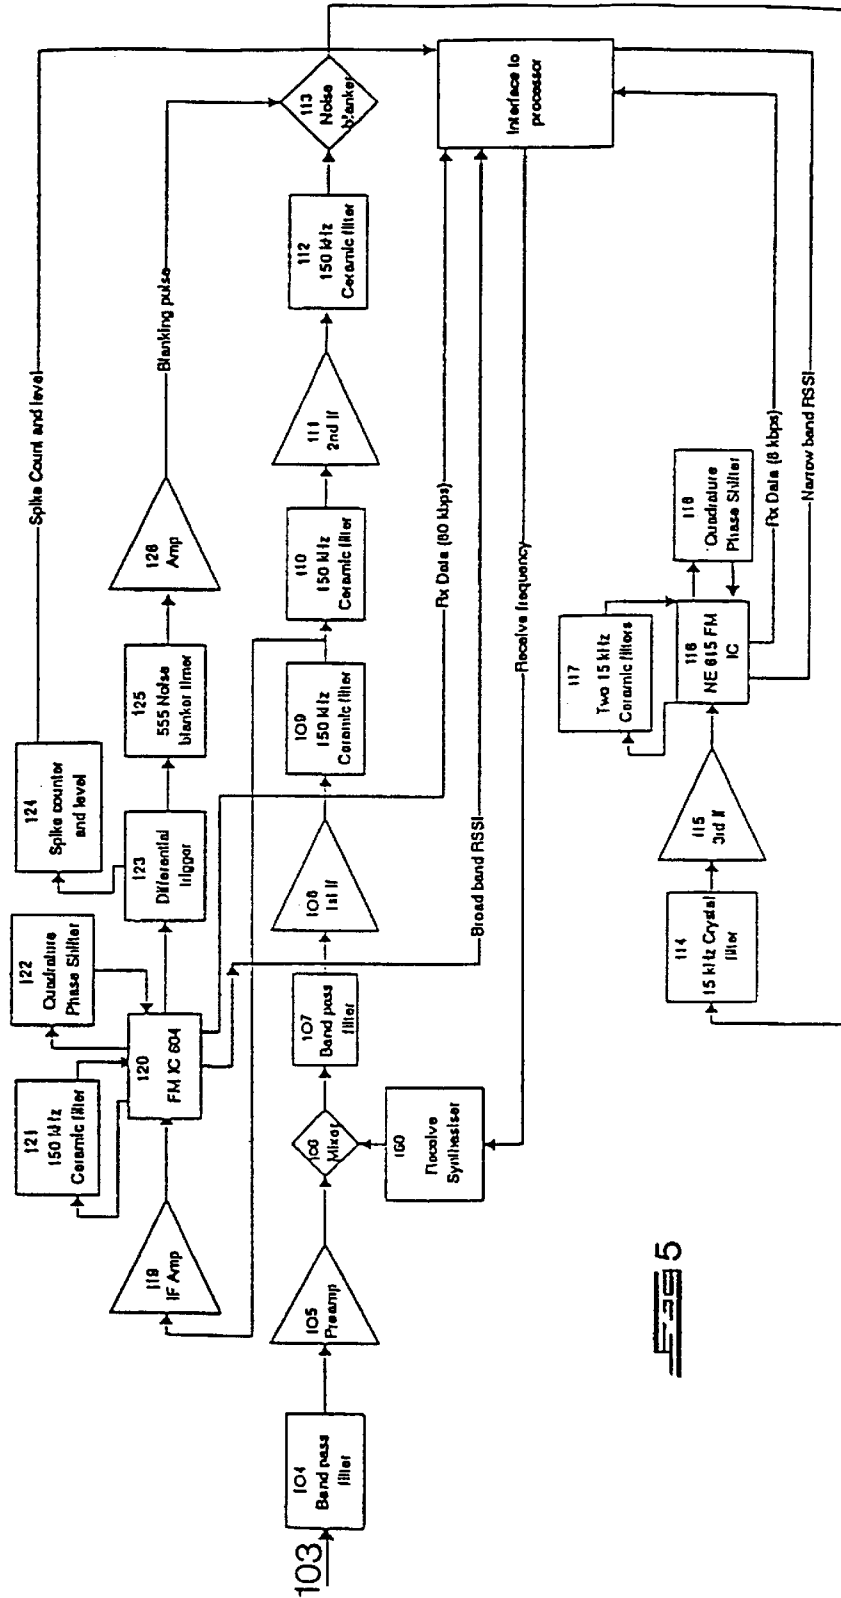 Spike Count and level
124
Spike counter
and level
122
Quadrature
Phase Shifter
121
150 kHz
Ceramic filter
119
IF Amp
120
FM IC 604
123
Differential
trigger
125
555 Noise
blanker timer
126
Amp
Blanking pulse
103
104
Band pass
filter
105
Preamp
106
Mixer
107
Band pass
filter
108
1st If
109
150 kHz
Ceramic filter
110
150 kHz
Ceramic filter
111
2nd If
112
150 kHz
Ceramic filter
113
Noise
blanker
160
Receive
Synthesiser
Rx Data (80 kbps)
Broad band RSSI
Receive frequency
Interface to
processor
114
15 kHz Crystal
filter
115
3rd If
117
Two 15 kHz
Ceramic filters
116
NE 615 FM
IC
118
Quadrature
Phase Shifter
Rx Data (8 kbps)
Narrow band RSSI
5